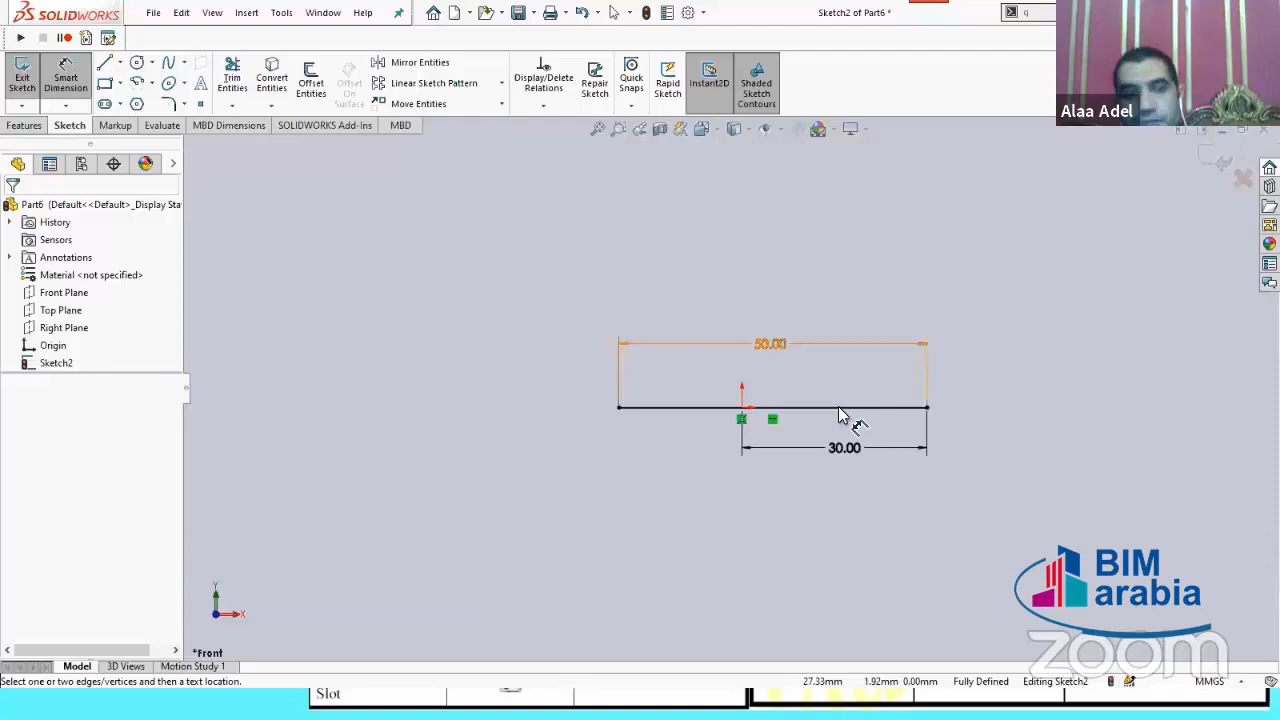 SOLIDWORKS
File
Edit
View
Insert
Tools
Window
Help
Sketch2 of Part6 *
q
Alaa Adel
Exit Sketch
Smart Dimension
Trim Entities
Convert Entities
Offset Entities
Offset On Surface
Mirror Entities
Linear Sketch Pattern
Move Entities
Display/Delete Relations
Repair Sketch
Quick Snaps
Rapid Sketch
Instant2D
Shaded Sketch Contours
Features
Sketch
Markup
Evaluate
MBD Dimensions
SOLIDWORKS Add-Ins
MBD
Part6 (Default<<Default>_Display Sta
History
Sensors
Annotations
Material <not specified>
Front Plane
Top Plane
Right Plane
Origin
Sketch2
50.00
30.00
Y
X
*Front
BIM arabia
zoom
Model
3D Views
Motion Study 1
Select one or two edges/vertices and then a text location.
27.33mm
1.92mm
0.00mm
Fully Defined
Editing Sketch2
MMGS
Slot